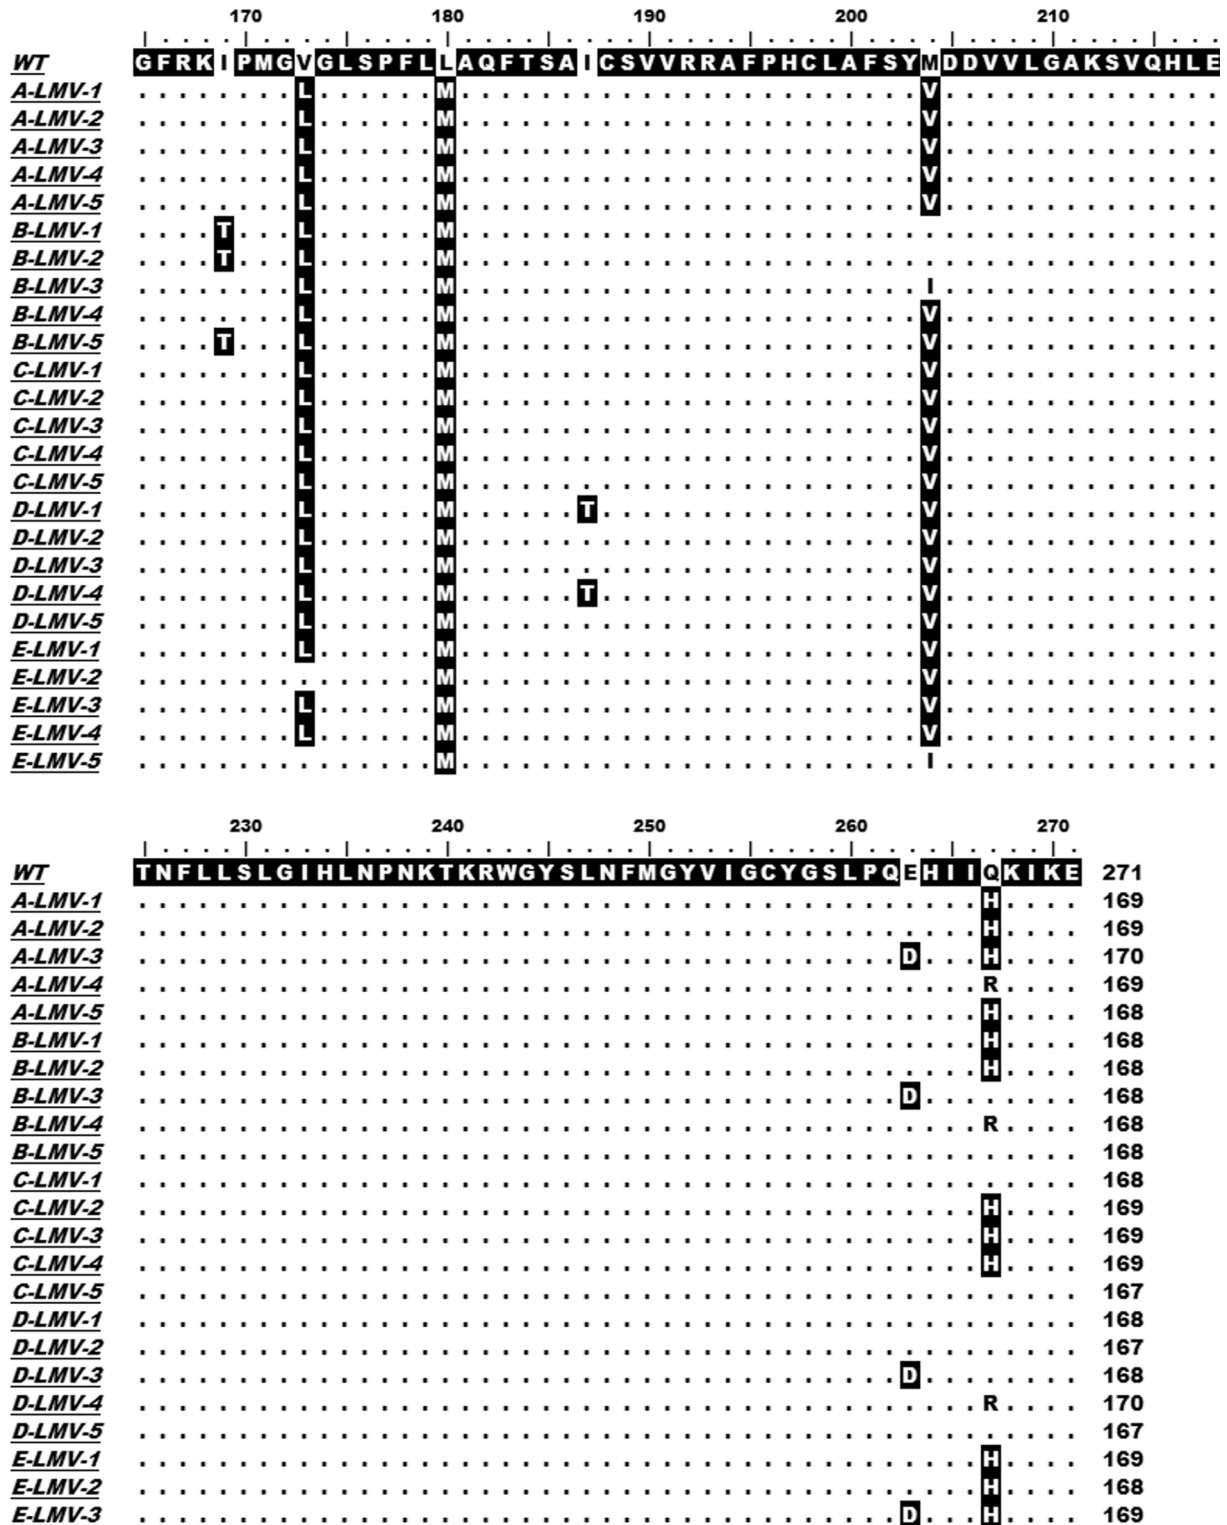 170 180 190 200 210
WT GFRKIPMGVGLSPFLLAQFTSAICSVVRRAFPHCLAFSYMDDVVLGAKSVQHLE
A-LMV-1 ........L......M.......................V..............
A-LMV-2 ........L......M.......................V..............
A-LMV-3 ........L......M.......................V..............
A-LMV-4 ........L......M.......................V..............
A-LMV-5 ........L......M.......................V..............
B-LMV-1 ....T...L......M......................................
B-LMV-2 ....T...L......M......................................
B-LMV-3 ........L......M.......................I..............
B-LMV-4 ........L......M.......................V..............
B-LMV-5 ....T...L......M.......................V..............
C-LMV-1 ........L......M.......................V..............
C-LMV-2 ........L......M.......................V..............
C-LMV-3 ........L......M.......................V..............
C-LMV-4 ........L......M.......................V..............
C-LMV-5 ........L......M.......................V..............
D-LMV-1 ........L......M......T................V..............
D-LMV-2 ........L......M.......................V..............
D-LMV-3 ........L......M.......................V..............
D-LMV-4 ........L......M......T................V..............
D-LMV-5 ........L......M.......................V..............
E-LMV-1 ........L......M.......................V..............
E-LMV-2 ...............M.......................V..............
E-LMV-3 ........L......M.......................V..............
E-LMV-4 ........L......M.......................V..............
E-LMV-5 ...............M.......................I..............
230 240 250 260 270
WT TNFLLSLGIHLNPNKTKRWGYSLNFMGYVIGCYGSLPQEHIIQKIKE 271
A-LMV-1 ..........................................H.... 169
A-LMV-2 ..........................................H.... 169
A-LMV-3 ......................................D...H.... 170
A-LMV-4 ..........................................R.... 169
A-LMV-5 ..........................................H.... 168
B-LMV-1 ..........................................H.... 168
B-LMV-2 ..........................................H.... 168
B-LMV-3 ......................................D........ 168
B-LMV-4 ..........................................R.... 168
B-LMV-5 ............................................... 168
C-LMV-1 ............................................... 168
C-LMV-2 ..........................................H.... 169
C-LMV-3 ..........................................H.... 169
C-LMV-4 ..........................................H.... 169
C-LMV-5 ............................................... 167
D-LMV-1 ............................................... 168
D-LMV-2 ............................................... 167
D-LMV-3 ......................................D........ 168
D-LMV-4 ..........................................R.... 170
D-LMV-5 ............................................... 167
E-LMV-1 ..........................................H.... 169
E-LMV-2 ..........................................H.... 168
E-LMV-3 ......................................D...H.... 169